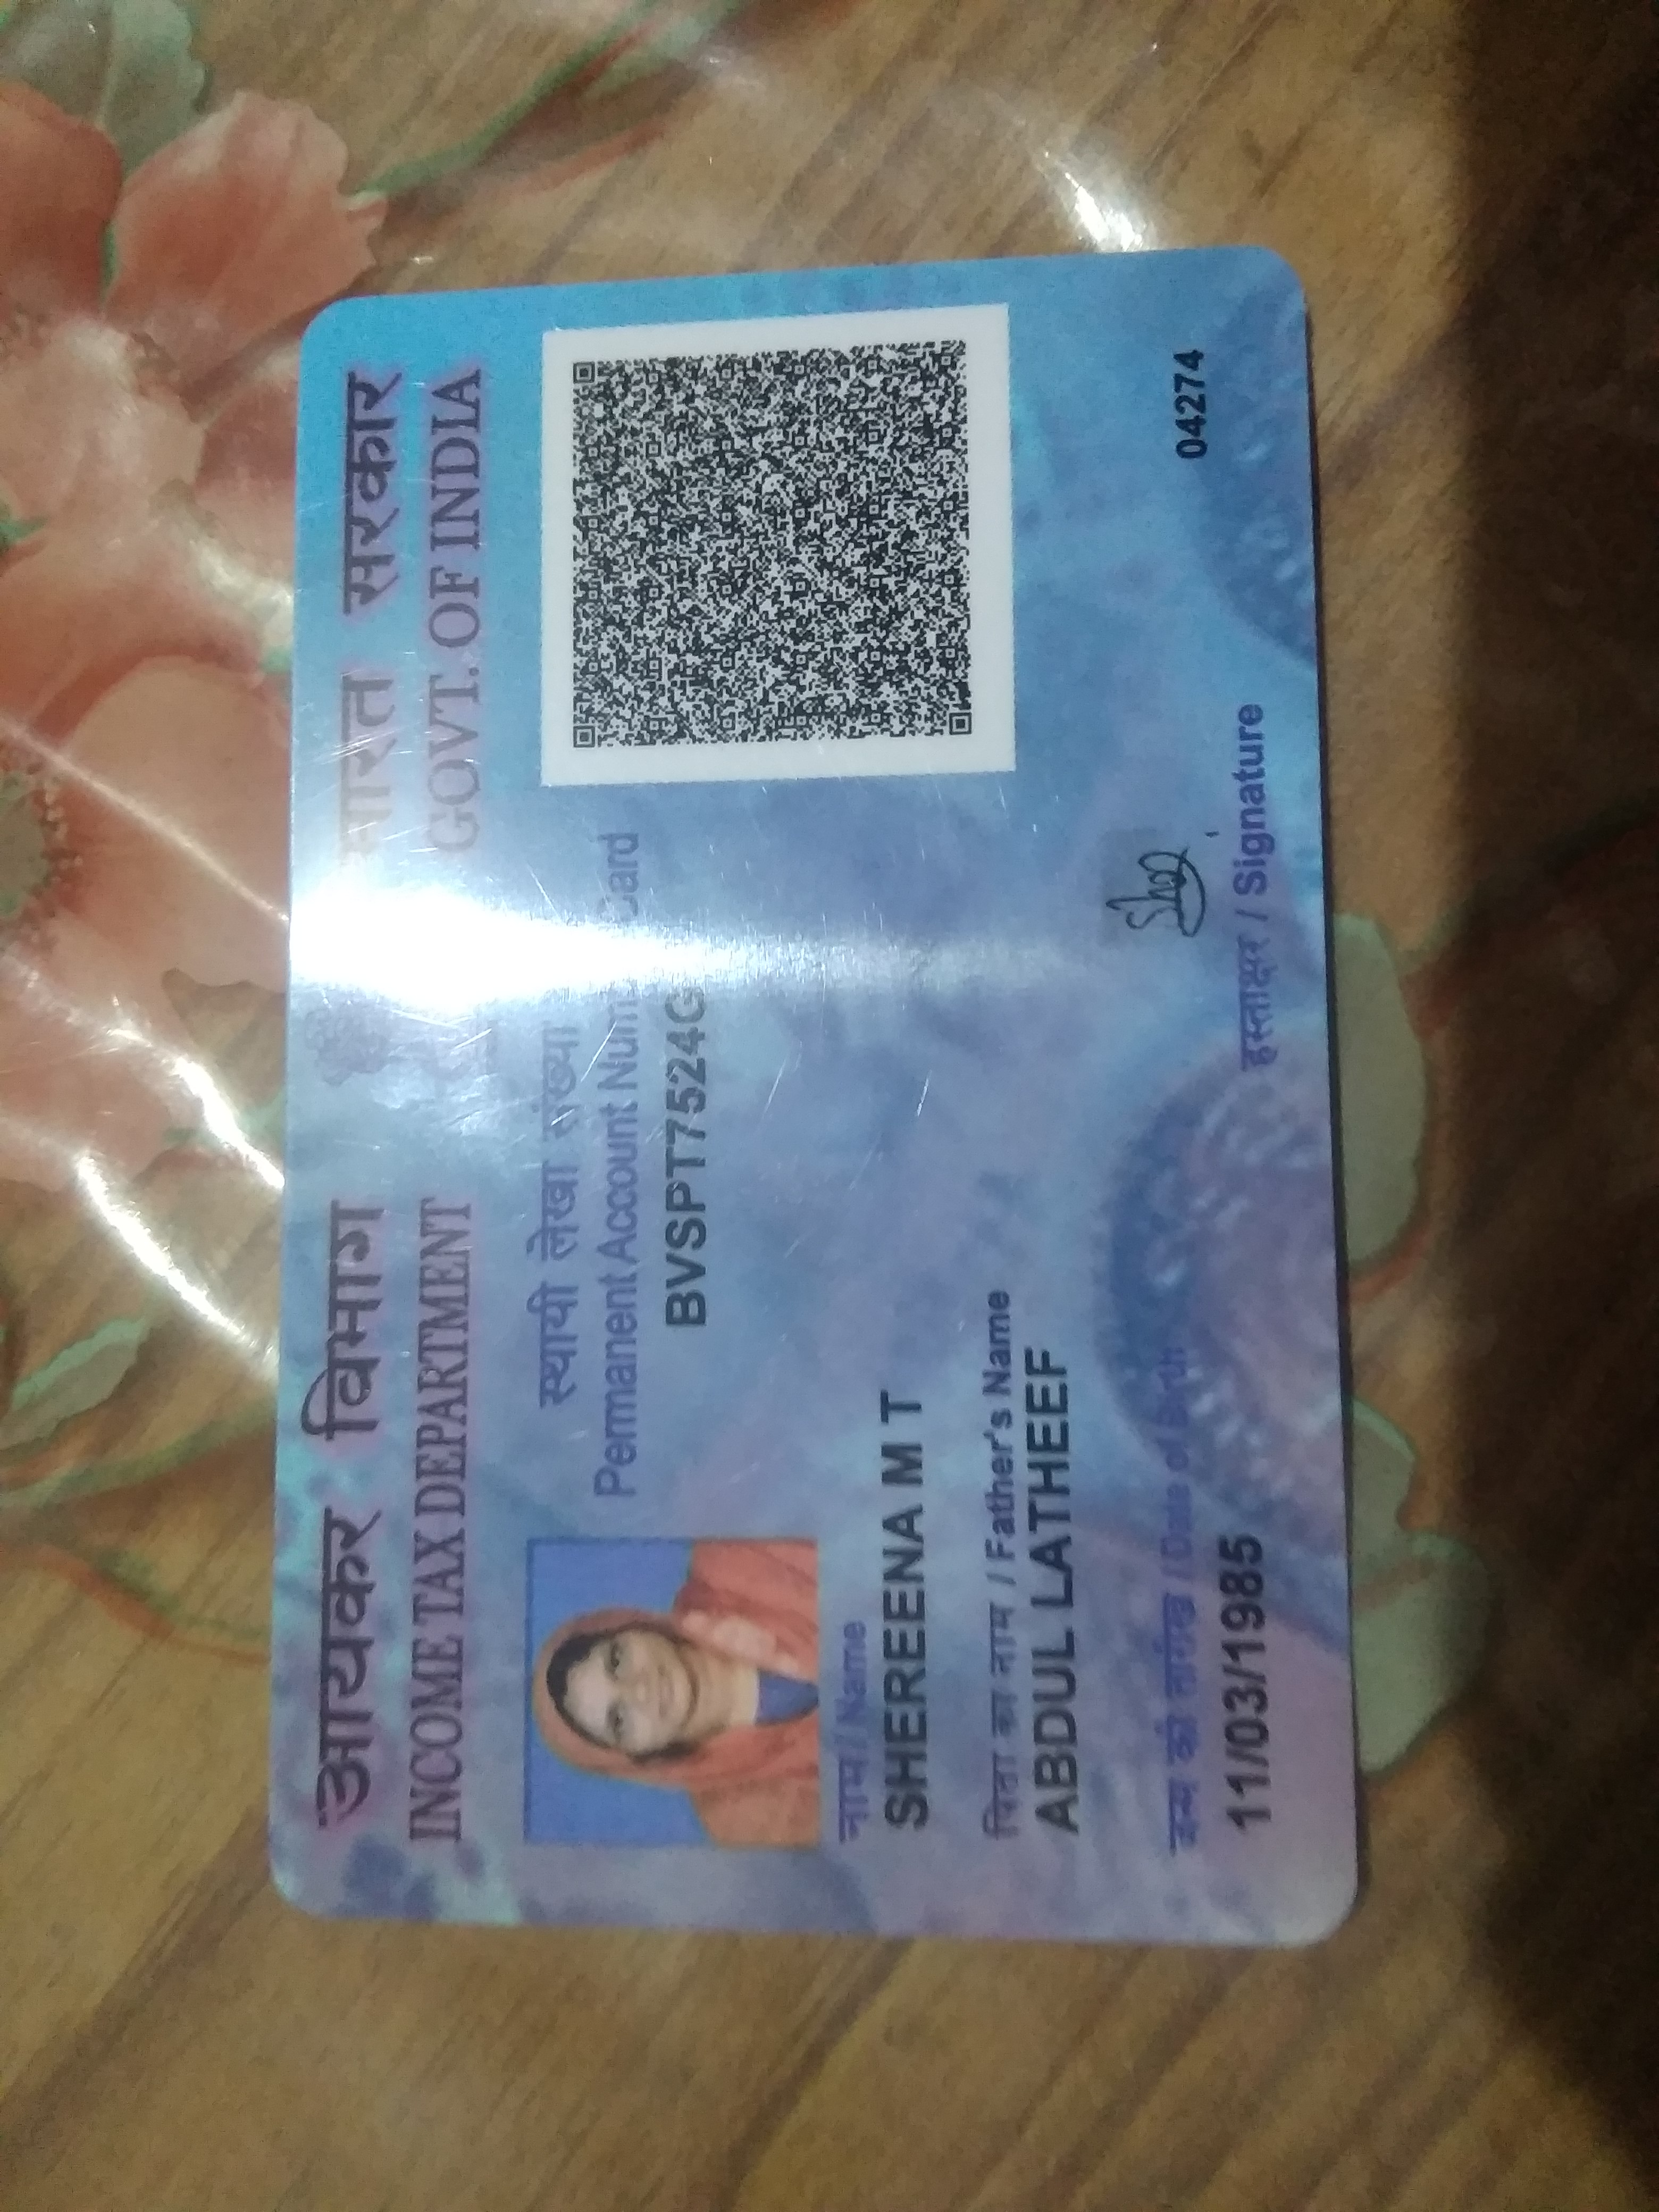 आयकर विभाग
INCOME TAX DEPARTMENT
भारत सरकार
GOVT. OF INDIA
स्थायी लेखा संख्या
Permanent Account Card
BVSPT7524G
नाम / Name
SHEREENA M T
पिता का नाम / Father's Name
ABDUL LATHEEF
जन्म की तारीख / Date of Birth
11/03/1985
हस्ताक्षर / Signature
04274